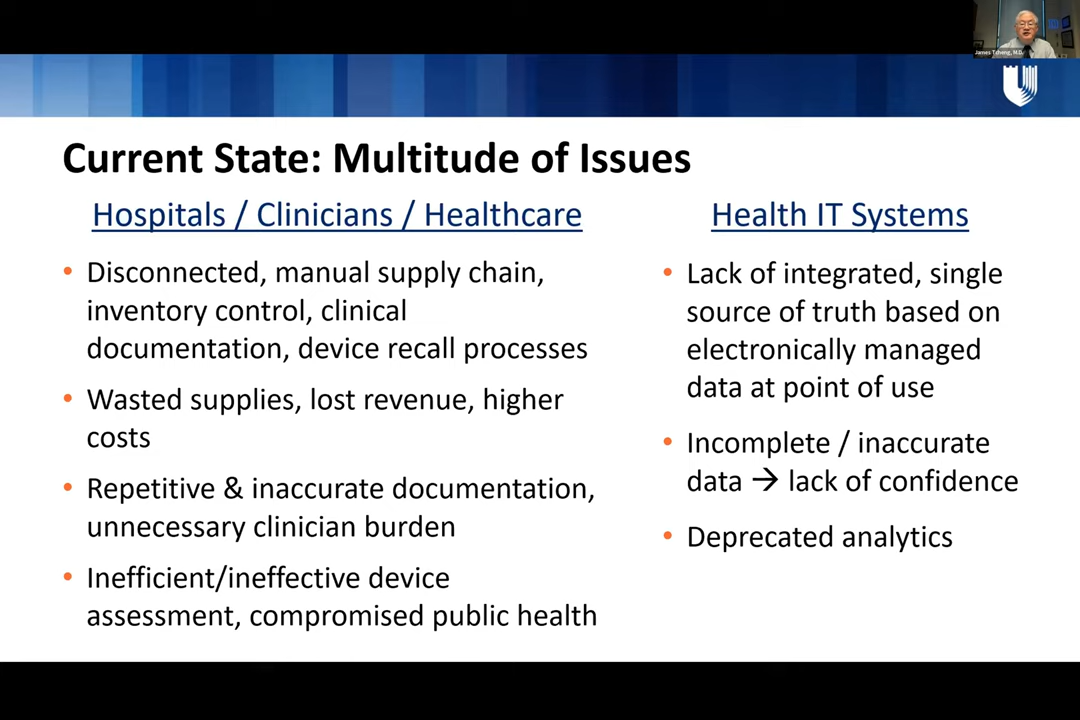 James Tcheng, M.D.
Current State: Multitude of Issues
Hospitals / Clinicians / Healthcare
• Disconnected, manual supply chain,
inventory control, clinical
documentation, device recall processes
• Wasted supplies, lost revenue, higher
costs
• Repetitive & inaccurate documentation,
unnecessary clinician burden
• Inefficient/ineffective device
assessment, compromised public health
Health IT Systems
• Lack of integrated, single
source of truth based on
electronically managed
data at point of use
• Incomplete / inaccurate
data → lack of confidence
• Deprecated analytics